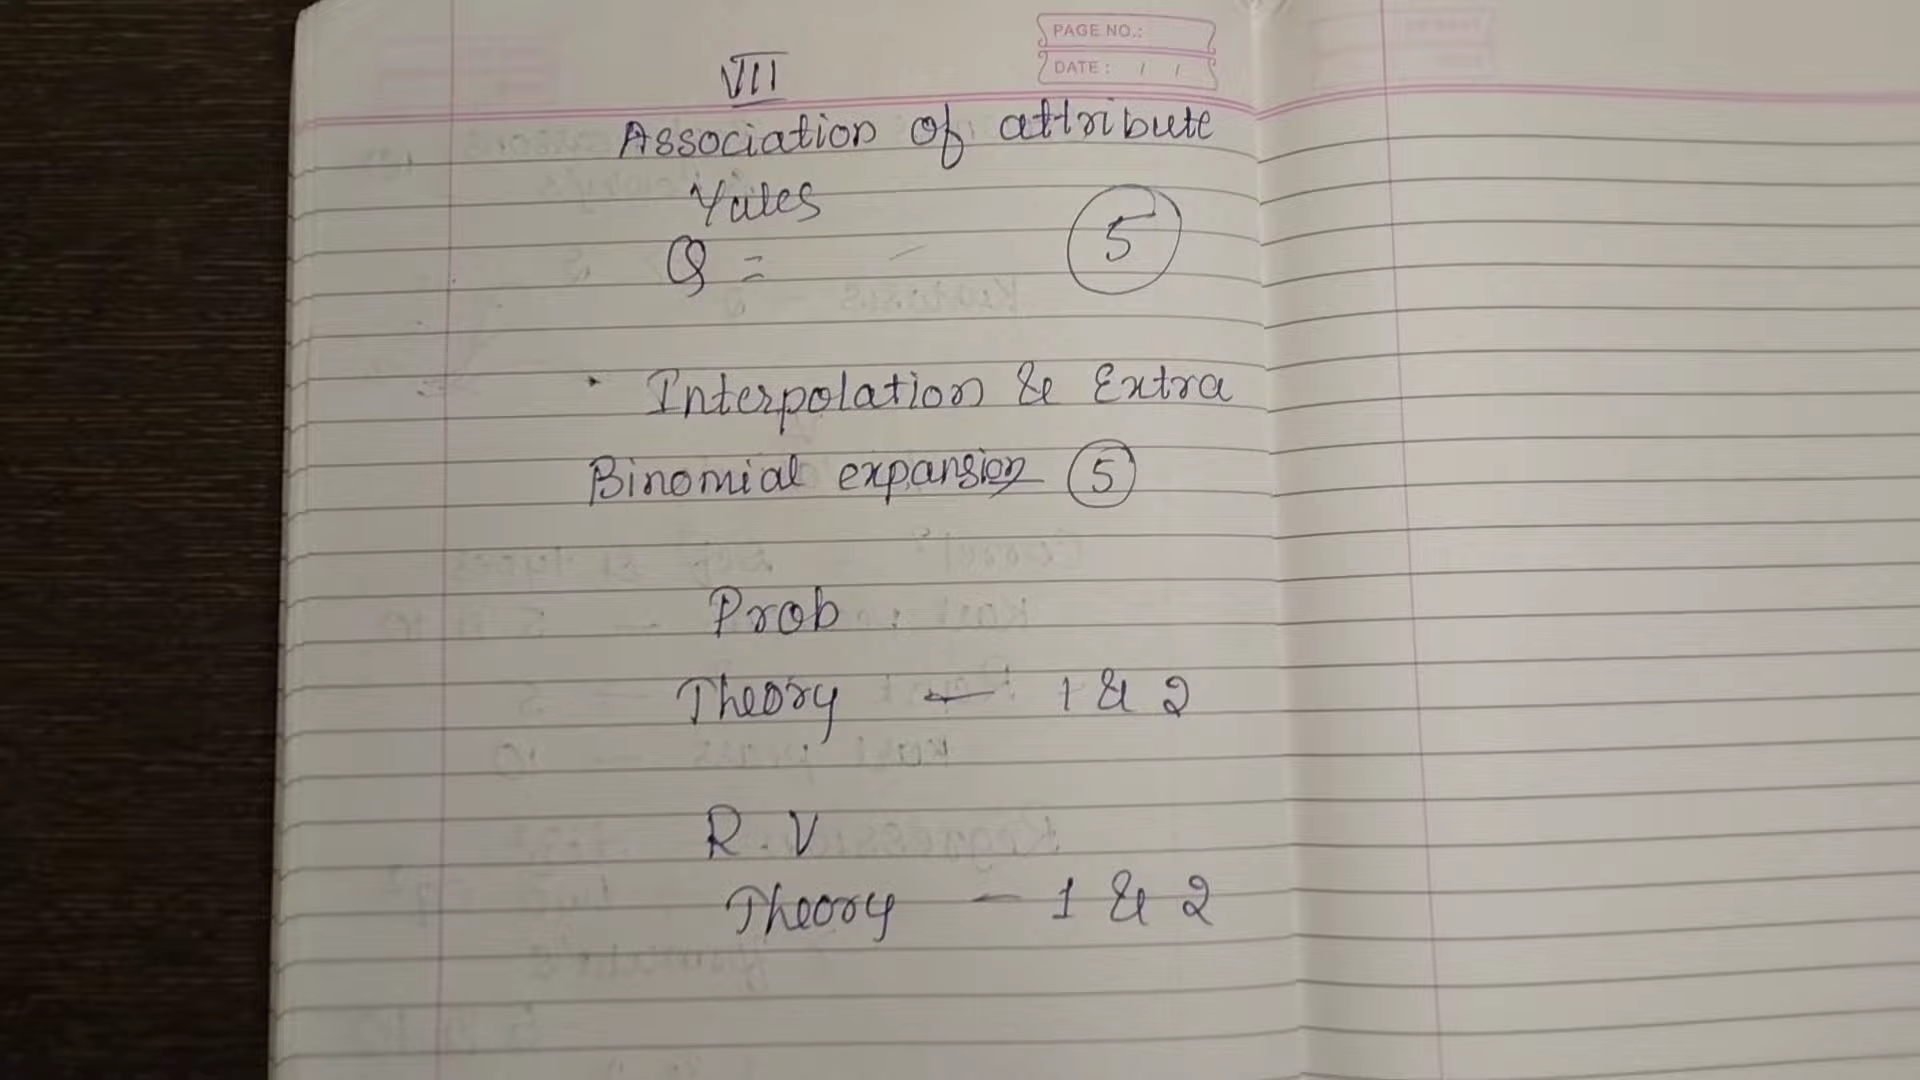 PAGE NO.:
DATE : / /
VII
Association of attribute
Yules
Q =
5
Interpolation & Extra
Binomial expansion 5
Prob
Theory - 1 & 2
R.V
Theory - 1 & 2